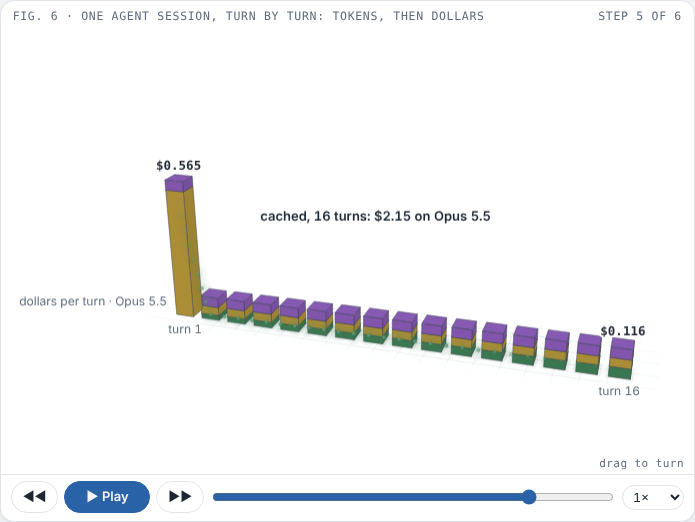 FIG. 6 · ONE AGENT SESSION, TURN BY TURN: TOKENS, THEN DOLLARS
STEP 5 OF 6
$0.565
cached, 16 turns: $2.15 on Opus 5.5
dollars per turn · Opus 5.5
turn 1
$0.116
turn 16
drag to turn
Play
1×